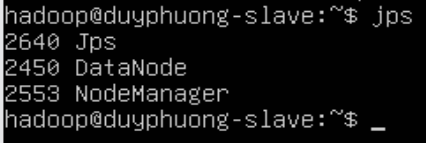 hadoop@duyphuong-slave:~$ jps
2640 Jps
2450 DataNode
2553 NodeManager
hadoop@duyphuong-slave:~$ _